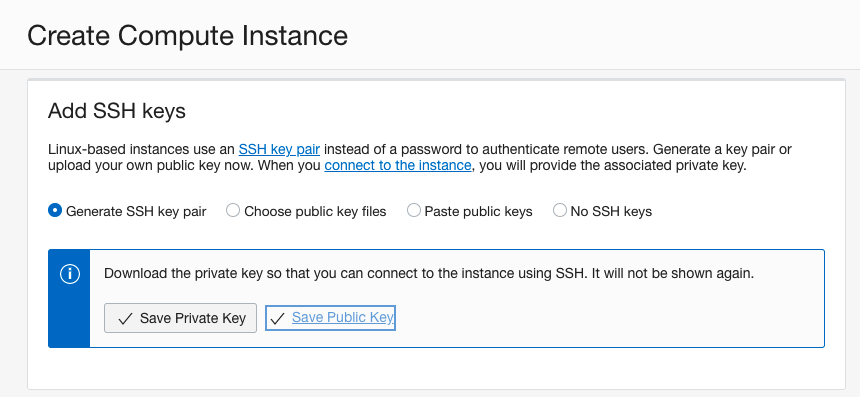 Create Compute Instance
Add SSH keys
Linux-based instances use an SSH key pair instead of a password to authenticate remote users. Generate a key pair or
upload your own public key now. When you connect to the instance, you will provide the associated private key.
Generate SSH key pair Choose public key files Paste public keys No SSH keys
Download the private key so that you can connect to the instance using SSH. It will not be shown again.
Save Private Key Save Public Key